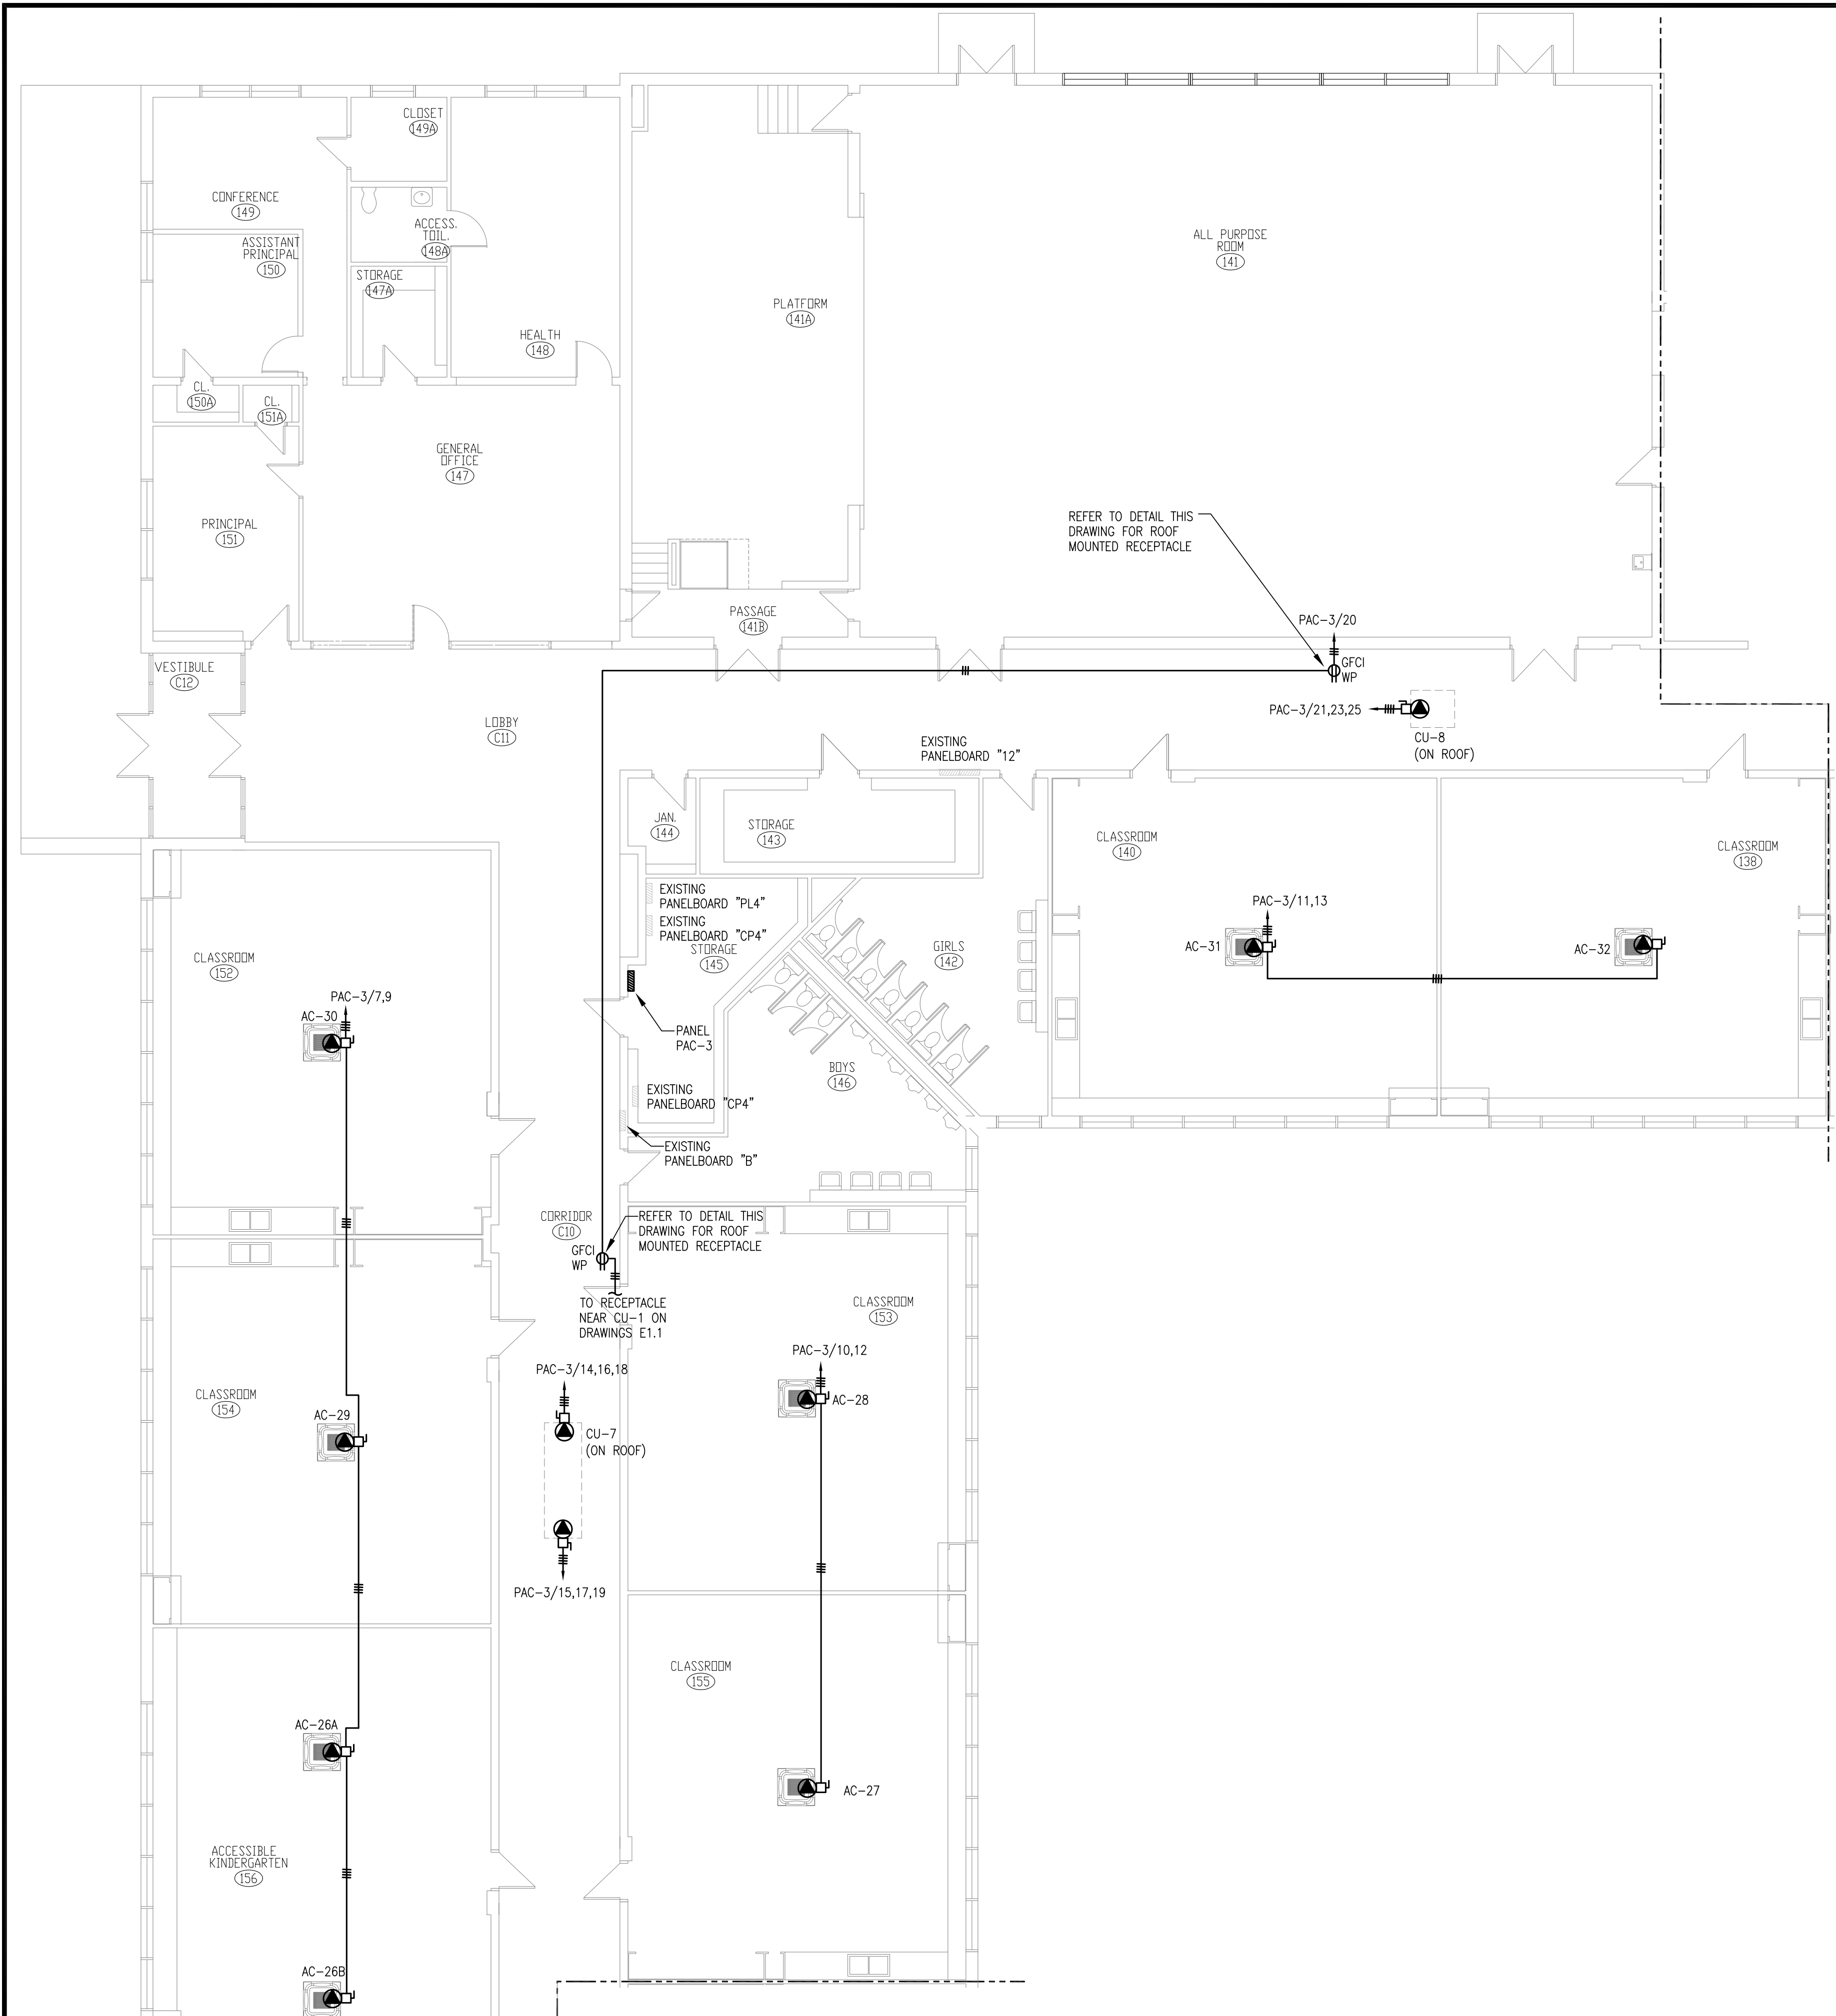 CLOSET
149A
CONFERENCE
149
ACCESS.
TOIL.
148A
ASSISTANT
PRINCIPAL
150
STORAGE
147A
ALL PURPOSE
ROOM
141
PLATFORM
141A
HEALTH
148
CL.
150A
CL.
151A
GENERAL
OFFICE
147
PRINCIPAL
151
REFER TO DETAIL THIS
DRAWING FOR ROOF
MOUNTED RECEPTACLE
PASSAGE
141B
PAC-3/20
GFCI
WP
VESTIBULE
C12
LOBBY
C11
PAC-3/21,23,25
CU-8
(ON ROOF)
EXISTING
PANELBOARD "12"
JAN.
144
STORAGE
143
CLASSROOM
140
CLASSROOM
138
EXISTING
PANELBOARD "PL4"
EXISTING
PANELBOARD "CP4"
STORAGE
145
GIRLS
142
PAC-3/11,13
AC-31
AC-32
CLASSROOM
152
PAC-3/7,9
AC-30
PANEL
PAC-3
BOYS
146
EXISTING
PANELBOARD "CP4"
EXISTING
PANELBOARD "B"
CORRIDOR
C10
REFER TO DETAIL THIS
DRAWING FOR ROOF
MOUNTED RECEPTACLE
GFCI
WP
TO RECEPTACLE
NEAR CU-1 ON
DRAWINGS E1.1
CLASSROOM
153
PAC-3/10,12
AC-28
PAC-3/14,16,18
CU-7
(ON ROOF)
CLASSROOM
154
AC-29
PAC-3/15,17,19
CLASSROOM
155
AC-26A
AC-27
ACCESSIBLE
KINDERGARTEN
156
AC-26B